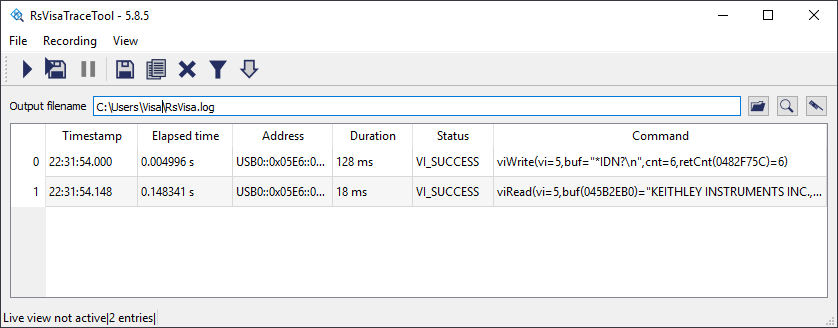 RsVisaTraceTool - 5.8.5
File Recording View
Output filename C:\Users\Visa\RsVisa.log
Timestamp Elapsed time Address Duration Status Command
0 22:31:54.000 0.004996 s USB0::0x05E6::0... 128 ms VI_SUCCESS viWrite(vi=5,buf="*IDN?\n",cnt=6,retCnt(0482F75C)=6)
1 22:31:54.148 0.148341 s USB0::0x05E6::0... 18 ms VI_SUCCESS viRead(vi=5,buf(045B2EB0)="KEITHLEY INSTRUMENTS INC.,...
Live view not active|2 entries|